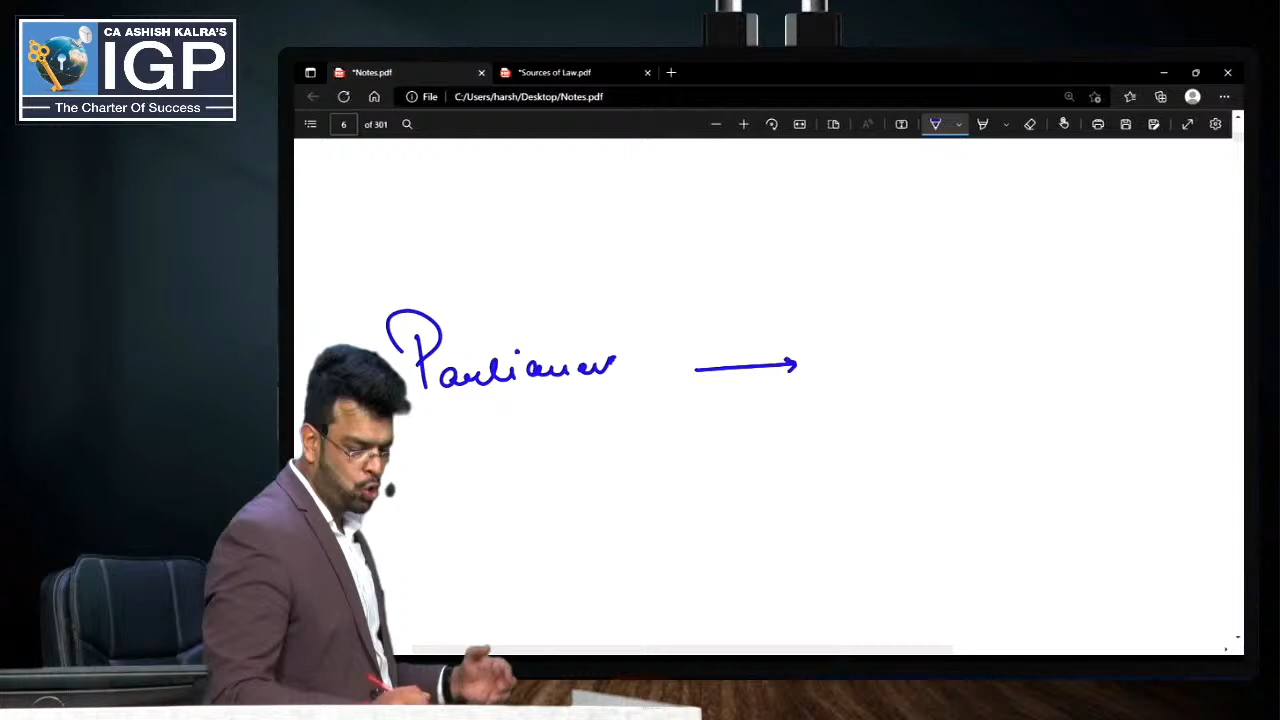 CA ASHISH KALRA'S
IGP
The Charter Of Success
*Notes.pdf
*Sources of Law.pdf
File
C:/Users/harsh/Desktop/Notes.pdf
6 of 301